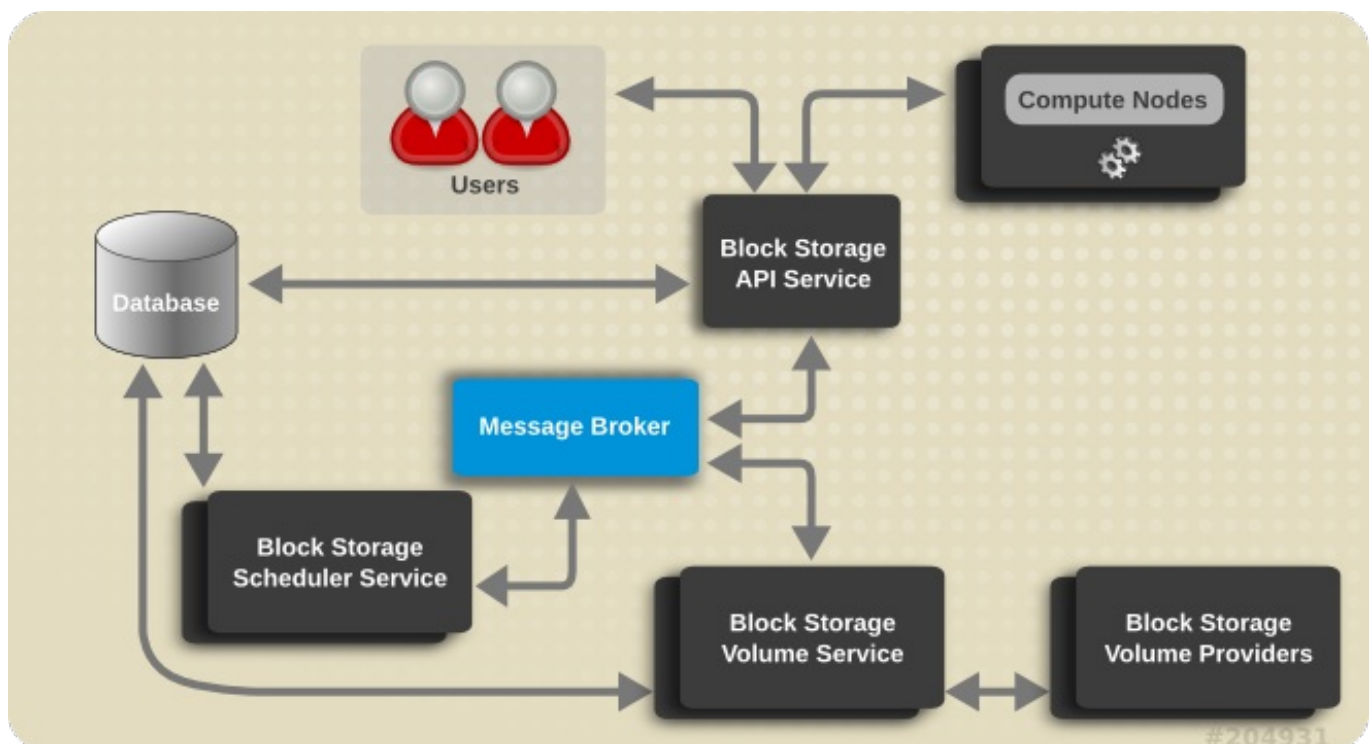 Users
Compute Nodes
Block Storage
API Service
Database
Message Broker
Block Storage
Scheduler Service
Block Storage
Volume Service
Block Storage
Volume Providers
#204931